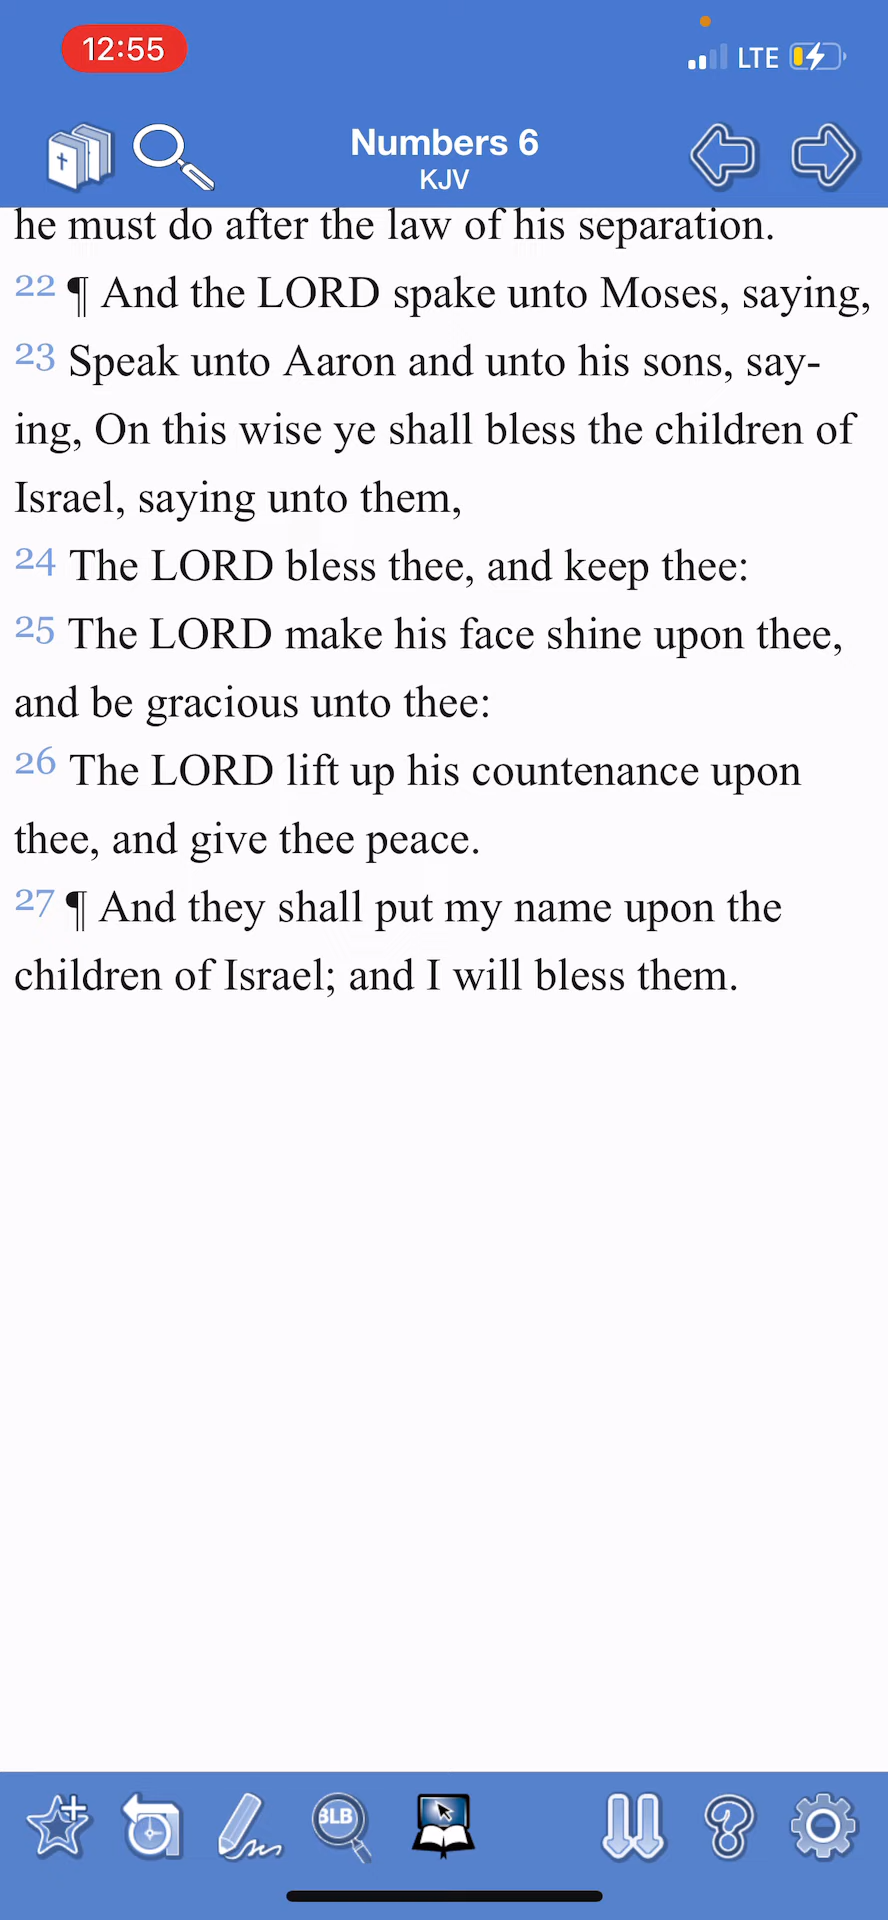 12:55
LTE
Numbers 6
KJV
he must do after the law of his separation.
22 ¶ And the LORD spake unto Moses, saying,
23 Speak unto Aaron and unto his sons, say-
ing, On this wise ye shall bless the children of
Israel, saying unto them,
24 The LORD bless thee, and keep thee:
25 The LORD make his face shine upon thee,
and be gracious unto thee:
26 The LORD lift up his countenance upon
thee, and give thee peace.
27 ¶ And they shall put my name upon the
children of Israel; and I will bless them.
BLB